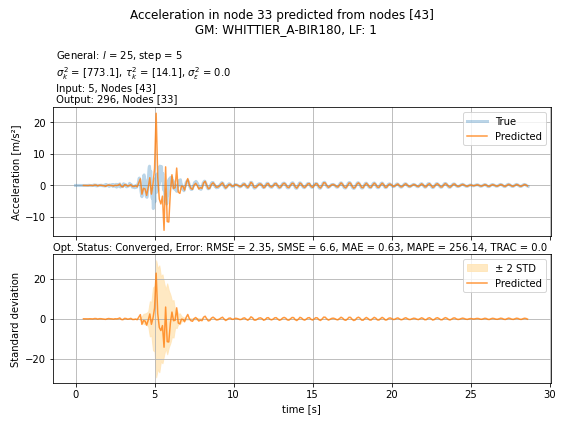 Acceleration in node 33 predicted from nodes [43]
GM: WHITTIER_A-BIR180, LF: 1
General: l = 25, step = 5
σ²ₖ = [773.1], τ²ₖ = [14.1], σ²ε = 0.0
Input: 5, Nodes [43]
Output: 296, Nodes [33]
Acceleration [m/s²]
20
10
0
−10
True
Predicted
Opt. Status: Converged, Error: RMSE = 2.35, SMSE = 6.6, MAE = 0.63, MAPE = 256.14, TRAC = 0.0
Standard deviation
20
0
−20
± 2 STD
Predicted
0 5 10 15 20 25 30
time [s]